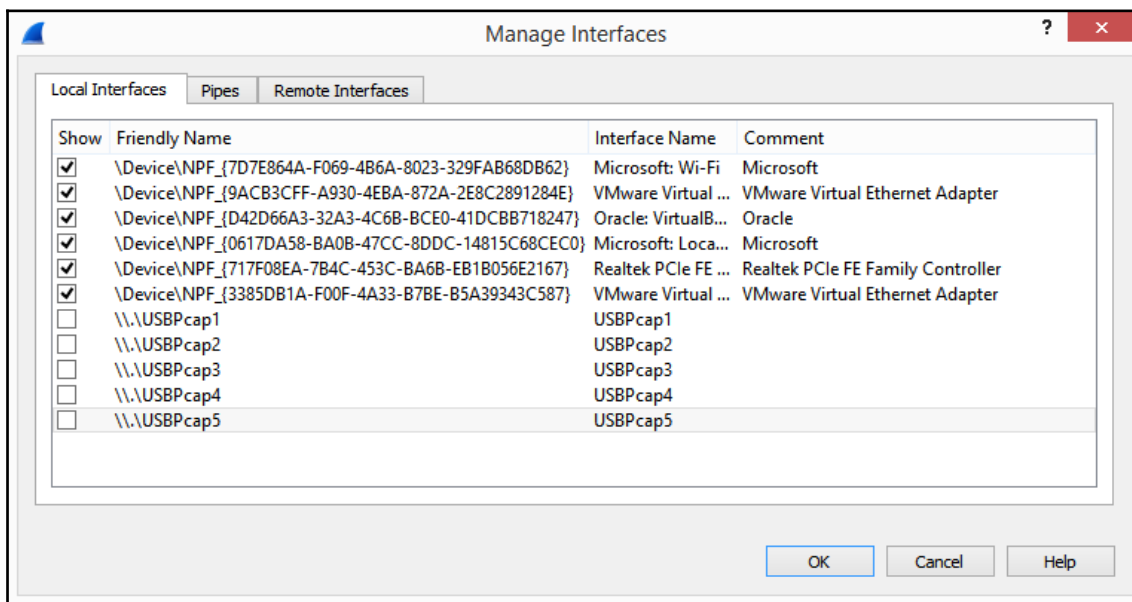 Manage Interfaces
?
Local Interfaces Pipes Remote Interfaces
Show Friendly Name Interface Name Comment
\Device\NPF_{7D7E864A-F069-4B6A-8023-329FAB68DB62} Microsoft: Wi-Fi Microsoft
\Device\NPF_{9ACB3CFF-A930-4EBA-872A-2E8C2891284E} VMware Virtual ... VMware Virtual Ethernet Adapter
\Device\NPF_{D42D66A3-32A3-4C6B-BCE0-41DCBB718247} Oracle: VirtualB... Oracle
\Device\NPF_{0617DA58-BA0B-47CC-8DDC-14815C68CEC0} Microsoft: Loca... Microsoft
\Device\NPF_{717F08EA-7B4C-453C-BA6B-EB1B056E2167} Realtek PCIe FE ... Realtek PCIe FE Family Controller
\Device\NPF_{3385DB1A-F00F-4A33-B7BE-B5A39343C587} VMware Virtual ... VMware Virtual Ethernet Adapter
\\.\USBPcap1 USBPcap1
\\.\USBPcap2 USBPcap2
\\.\USBPcap3 USBPcap3
\\.\USBPcap4 USBPcap4
\\.\USBPcap5 USBPcap5
OK Cancel Help